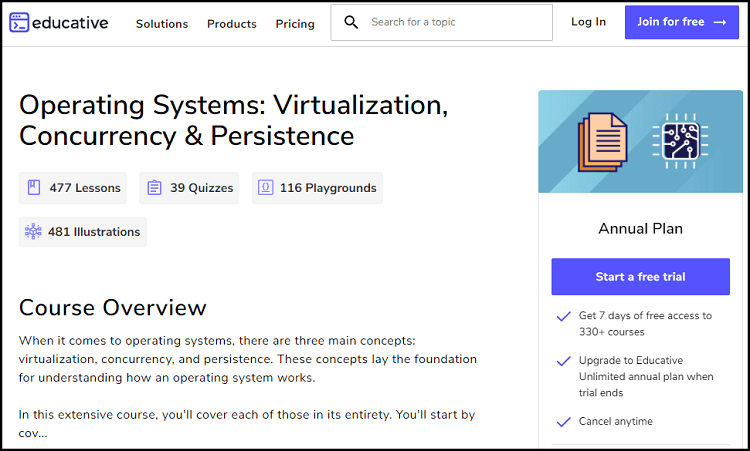 educative
Solutions
Products
Pricing
Search for a topic
Log In
Join for free →
Operating Systems: Virtualization,
Concurrency & Persistence
477 Lessons
39 Quizzes
116 Playgrounds
481 Illustrations
Course Overview
When it comes to operating systems, there are three main concepts:
virtualization, concurrency, and persistence. These concepts lay the foundation
for understanding how an operating system works.
In this extensive course, you'll cover each of those in its entirety. You'll start by
cov...
Annual Plan
Start a free trial
Get 7 days of free access to
330+ courses
Upgrade to Educative
Unlimited annual plan when
trial ends
Cancel anytime